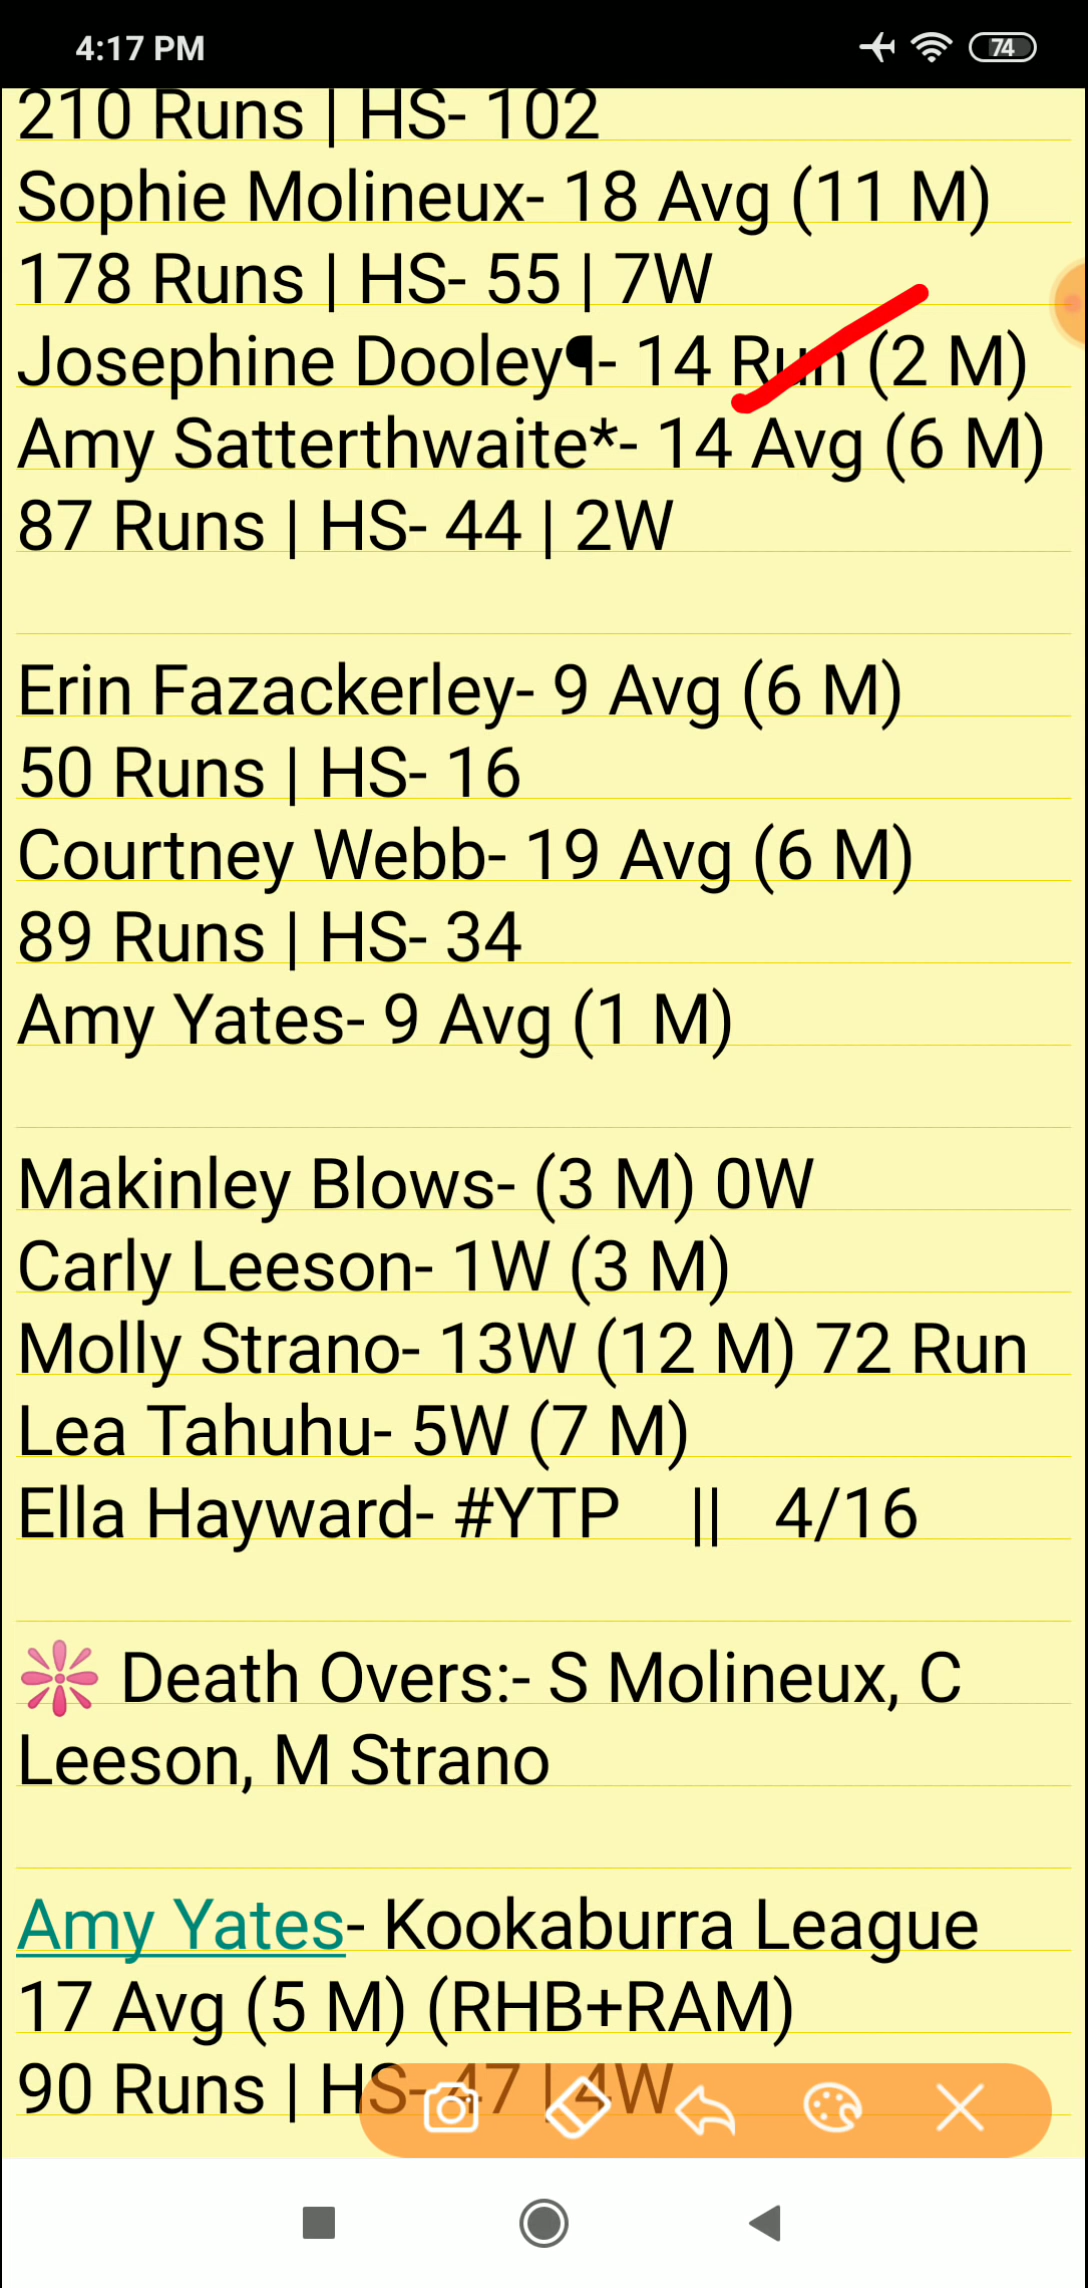 4:17 PM 74
210 Runs | HS- 102
Sophie Molineux- 18 Avg (11 M)
178 Runs | HS- 55 | 7W
Josephine Dooley¶- 14 Run (2 M)
Amy Satterthwaite*- 14 Avg (6 M)
87 Runs | HS- 44 | 2W
Erin Fazackerley- 9 Avg (6 M)
50 Runs | HS- 16
Courtney Webb- 19 Avg (6 M)
89 Runs | HS- 34
Amy Yates- 9 Avg (1 M)
Makinley Blows- (3 M) 0W
Carly Leeson- 1W (3 M)
Molly Strano- 13W (12 M) 72 Run
Lea Tahuhu- 5W (7 M)
Ella Hayward- #YTP || 4/16
Death Overs:- S Molineux, C
Leeson, M Strano
Amy Yates- Kookaburra League
17 Avg (5 M) (RHB+RAM)
90 Runs | HS- 47 | 4W